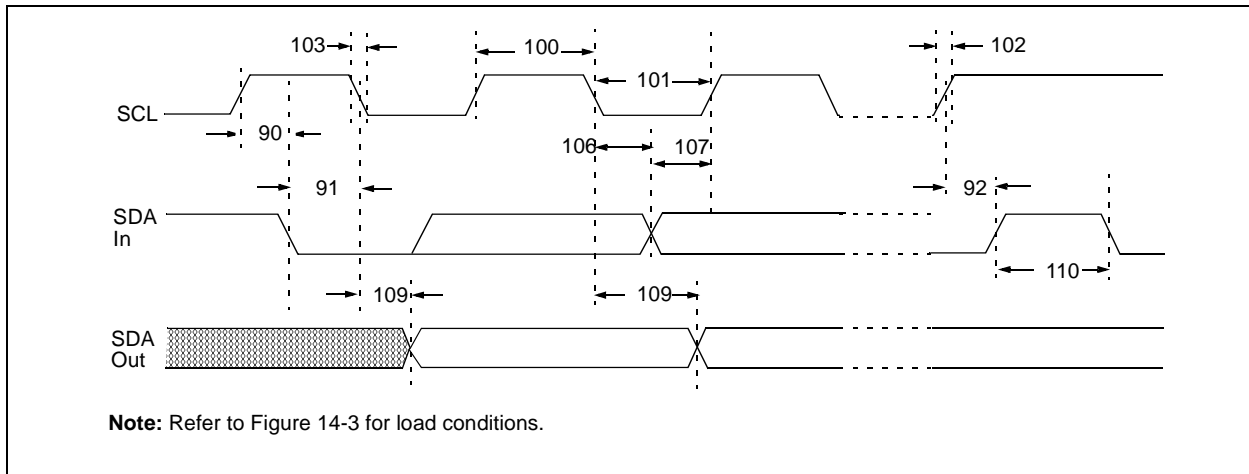 103
100
102
101
SCL
90
106
107
91
92
SDA
In
109
109
110
SDA
Out
Note: Refer to Figure 14-3 for load conditions.